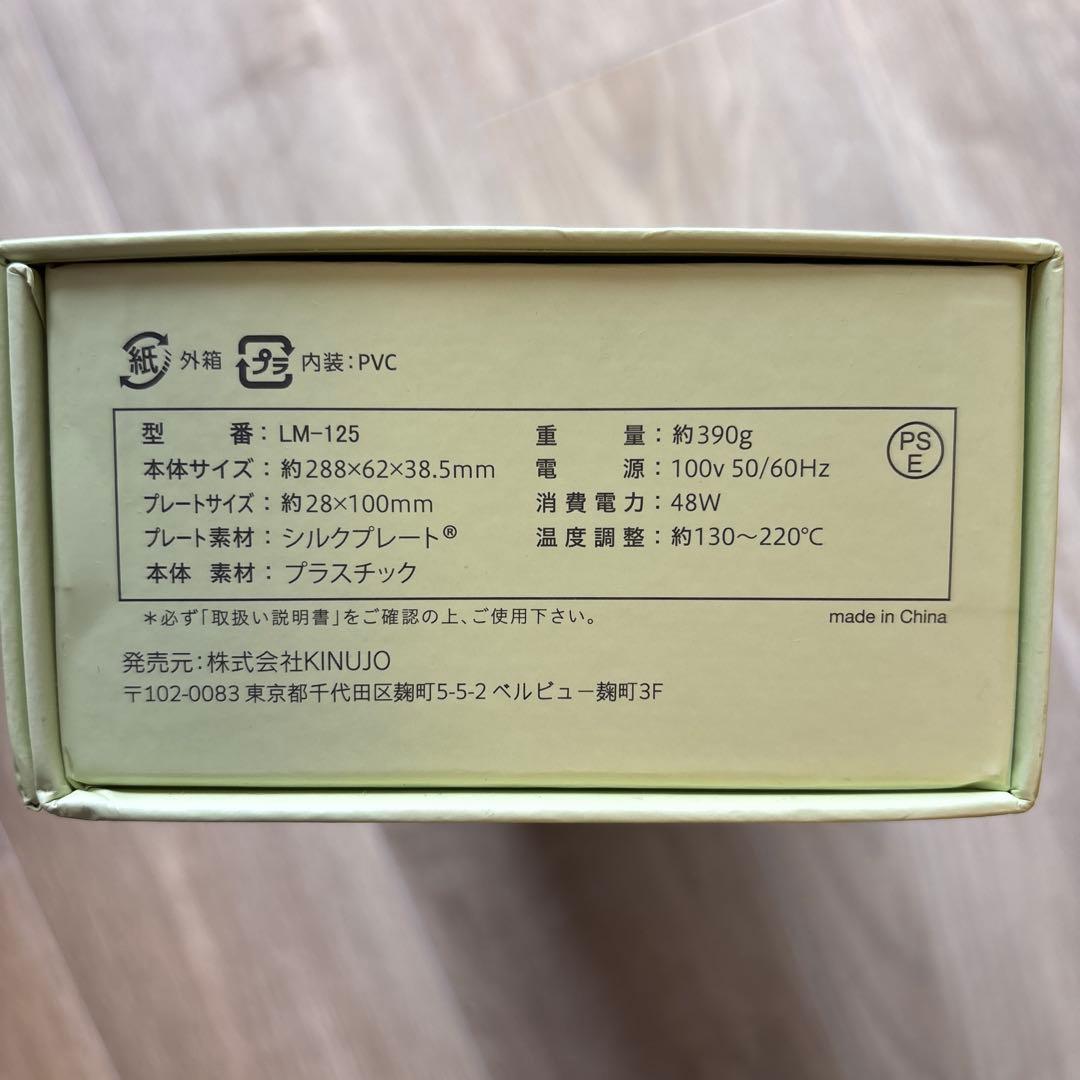 紙 外箱 プラ 内装：PVC
型 番：LM-125
本体サイズ：約288×62×38.5mm
プレートサイズ：約28×100mm
プレート素材：シルクプレート®
本体 素材：プラスチック
重 量：約390g
電 源：100v 50/60Hz
消費電力：48W
温度調整：約130～220℃
PS
E
＊必ず「取扱い説明書」をご確認の上、ご使用下さい。
made in China
発売元：株式会社KINUJO
〒102-0083 東京都千代田区麹町5-5-2 ベルビュー麹町3F